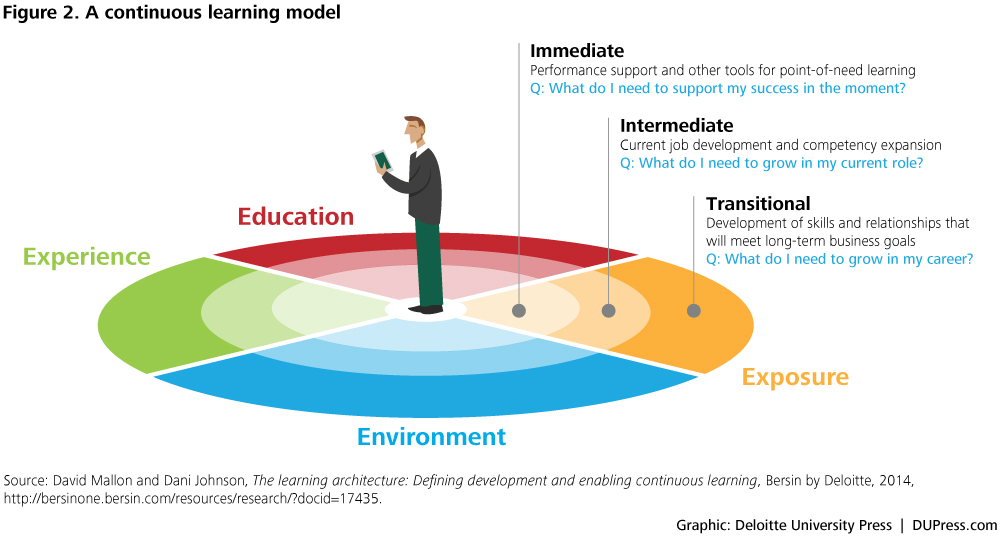 Figure 2. A continuous learning model
Immediate
Performance support and other tools for point-of-need learning
Q: What do I need to support my success in the moment?
Intermediate
Current job development and competency expansion
Q: What do I need to grow in my current role?
Transitional
Development of skills and relationships that
will meet long-term business goals
Q: What do I need to grow in my career?
Education
Experience
Exposure
Environment
Source: David Mallon and Dani Johnson, The learning architecture: Defining development and enabling continuous learning, Bersin by Deloitte, 2014,
http://bersinone.bersin.com/resources/research/?docid=17435.
Graphic: Deloitte University Press | DUPress.com